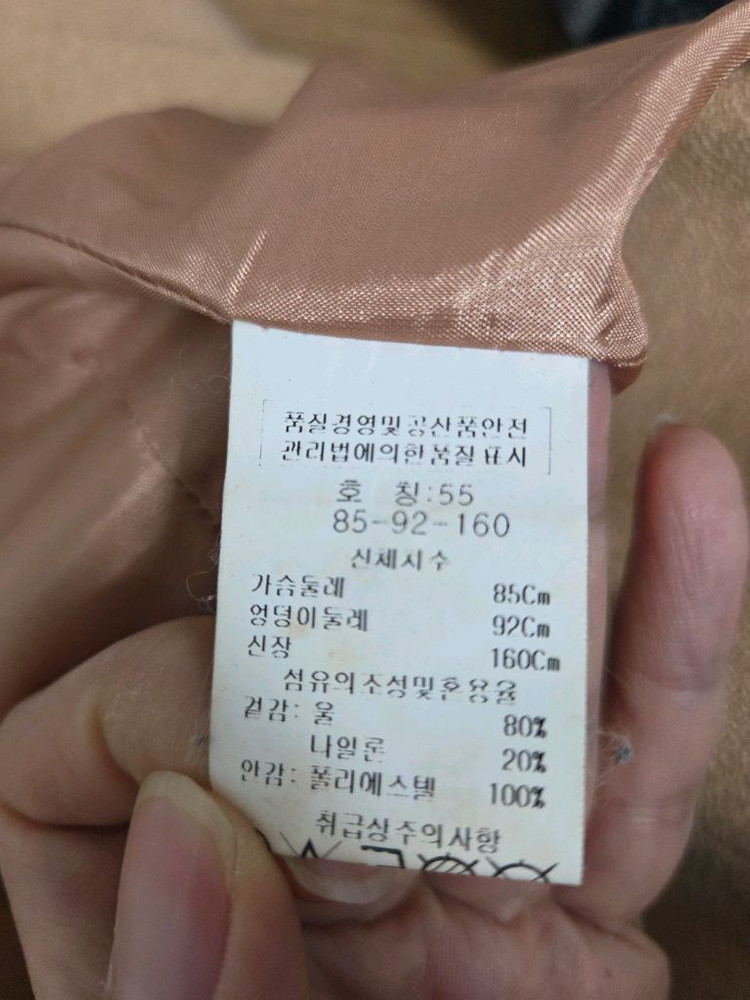 품질경영및공산품안전
관리법에의한품질표시
호 칭:55
85-92-160
신체치수
가슴둘레 85Cm
엉덩이둘레 92Cm
신장 160Cm
섬유의조성및혼용율
겉감: 울 80%
나일론 20%
안감: 폴리에스텔 100%
취급상주의사항